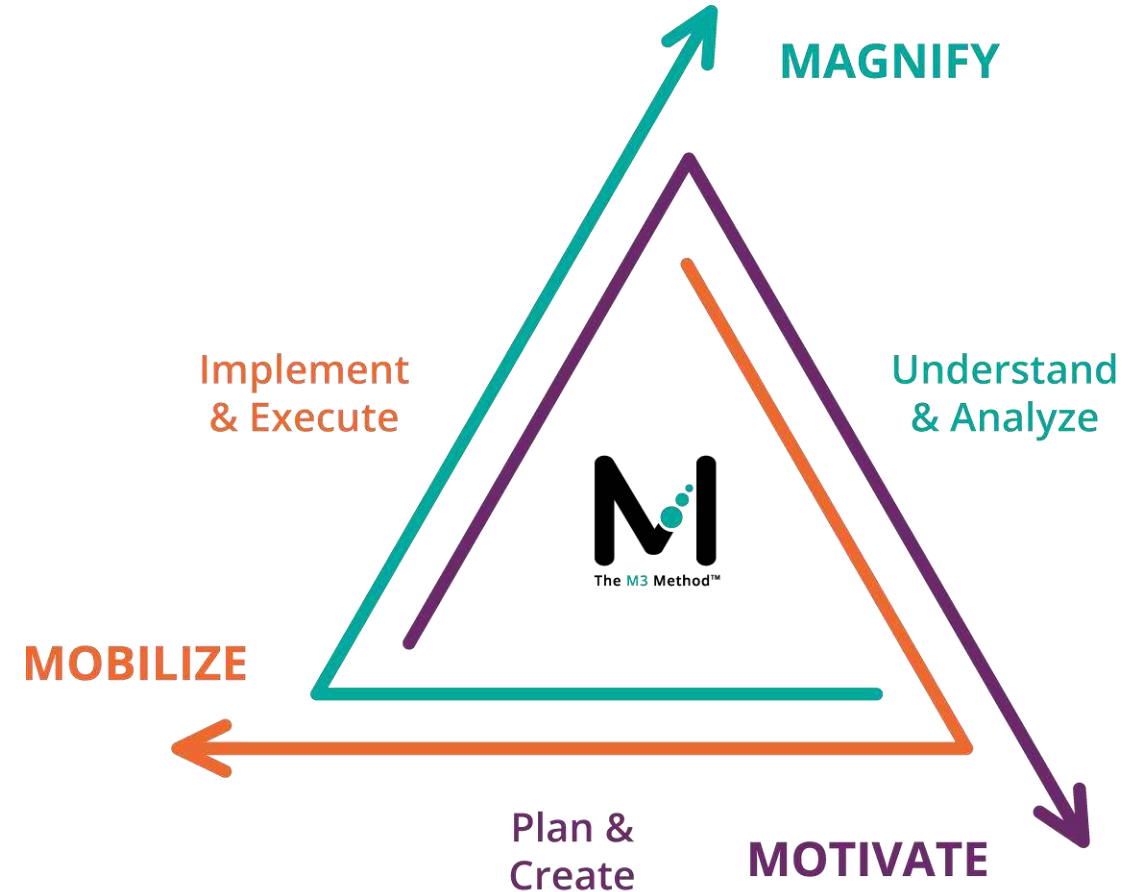 MAGNIFY
Implement
& Execute
Understand
& Analyze
The M3 Method™
MOBILIZE
Plan &
Create
MOTIVATE